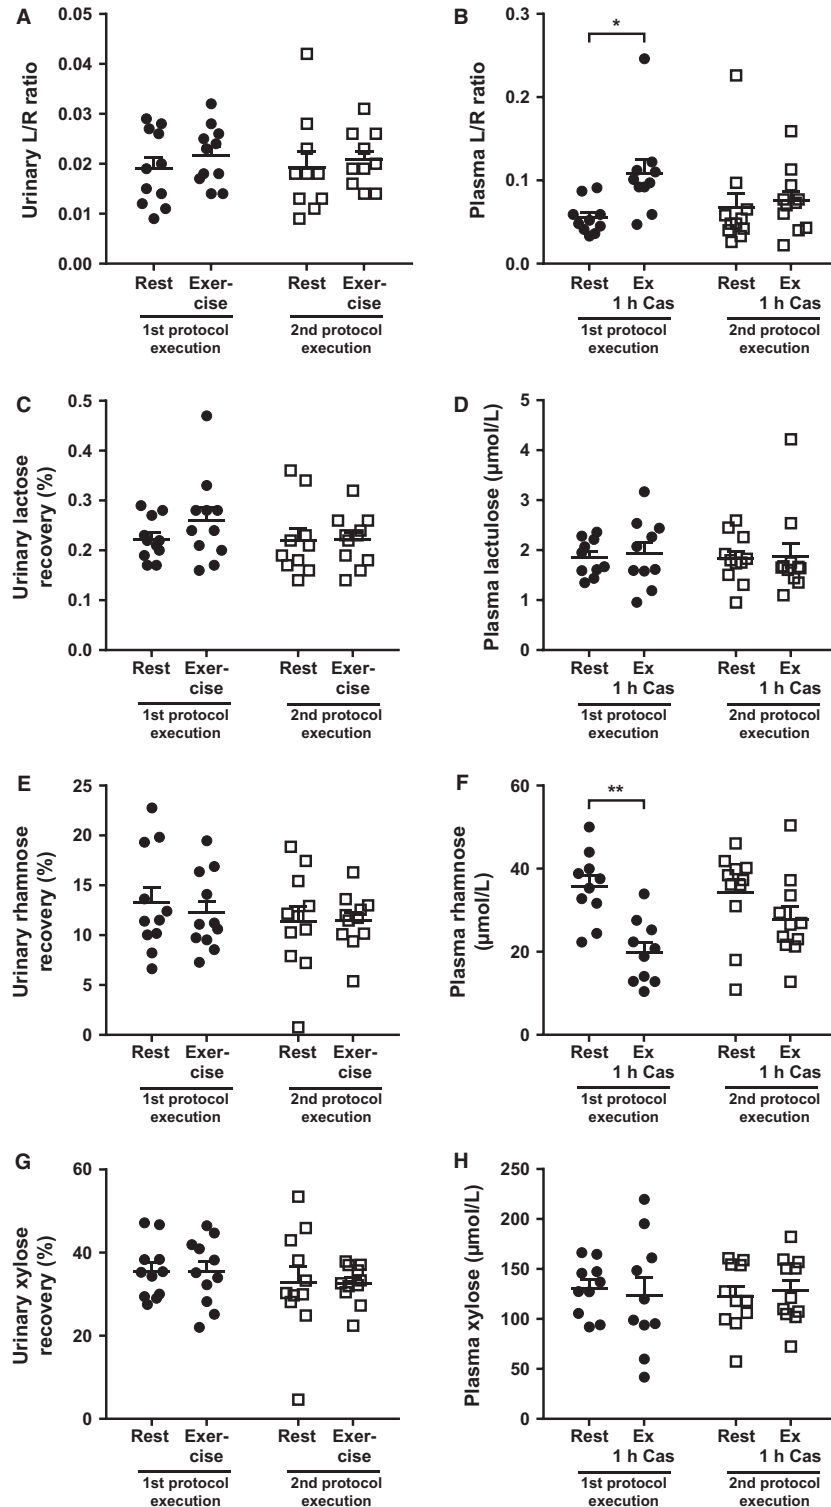 A
Urinary L/R ratio
0.05
0.04
0.03
0.02
0.01
0.00
Rest
Exer-
cise
Rest
Exer-
cise
1st protocol
execution
2nd protocol
execution
B
Plasma L/R ratio
0.3
0.2
0.1
0.0
*
Rest
Ex
1 h Cas
Rest
Ex
1 h Cas
1st protocol
execution
2nd protocol
execution
C
Urinary lactose
recovery (%)
0.5
0.4
0.3
0.2
0.1
0.0
Rest
Exer-
cise
Rest
Exer-
cise
1st protocol
execution
2nd protocol
execution
D
Plasma lactulose (µmol/L)
5
4
3
2
1
0
Rest
Ex
1 h Cas
Rest
Ex
1 h Cas
1st protocol
execution
2nd protocol
execution
E
Urinary rhamnose
recovery (%)
25
20
15
10
5
0
Rest
Exer-
cise
Rest
Exer-
cise
1st protocol
execution
2nd protocol
execution
F
Plasma rhamnose
(µmol/L)
60
40
20
0
**
Rest
Ex
1 h Cas
Rest
Ex
1 h Cas
1st protocol
execution
2nd protocol
execution
G
Urinary xylose
recovery (%)
60
40
20
0
Rest
Exer-
cise
Rest
Exer-
cise
1st protocol
execution
2nd protocol
execution
H
Plasma xylose (µmol/L)
250
200
150
100
50
0
Rest
Ex
1 h Cas
Rest
Ex
1 h Cas
1st protocol
execution
2nd protocol
execution